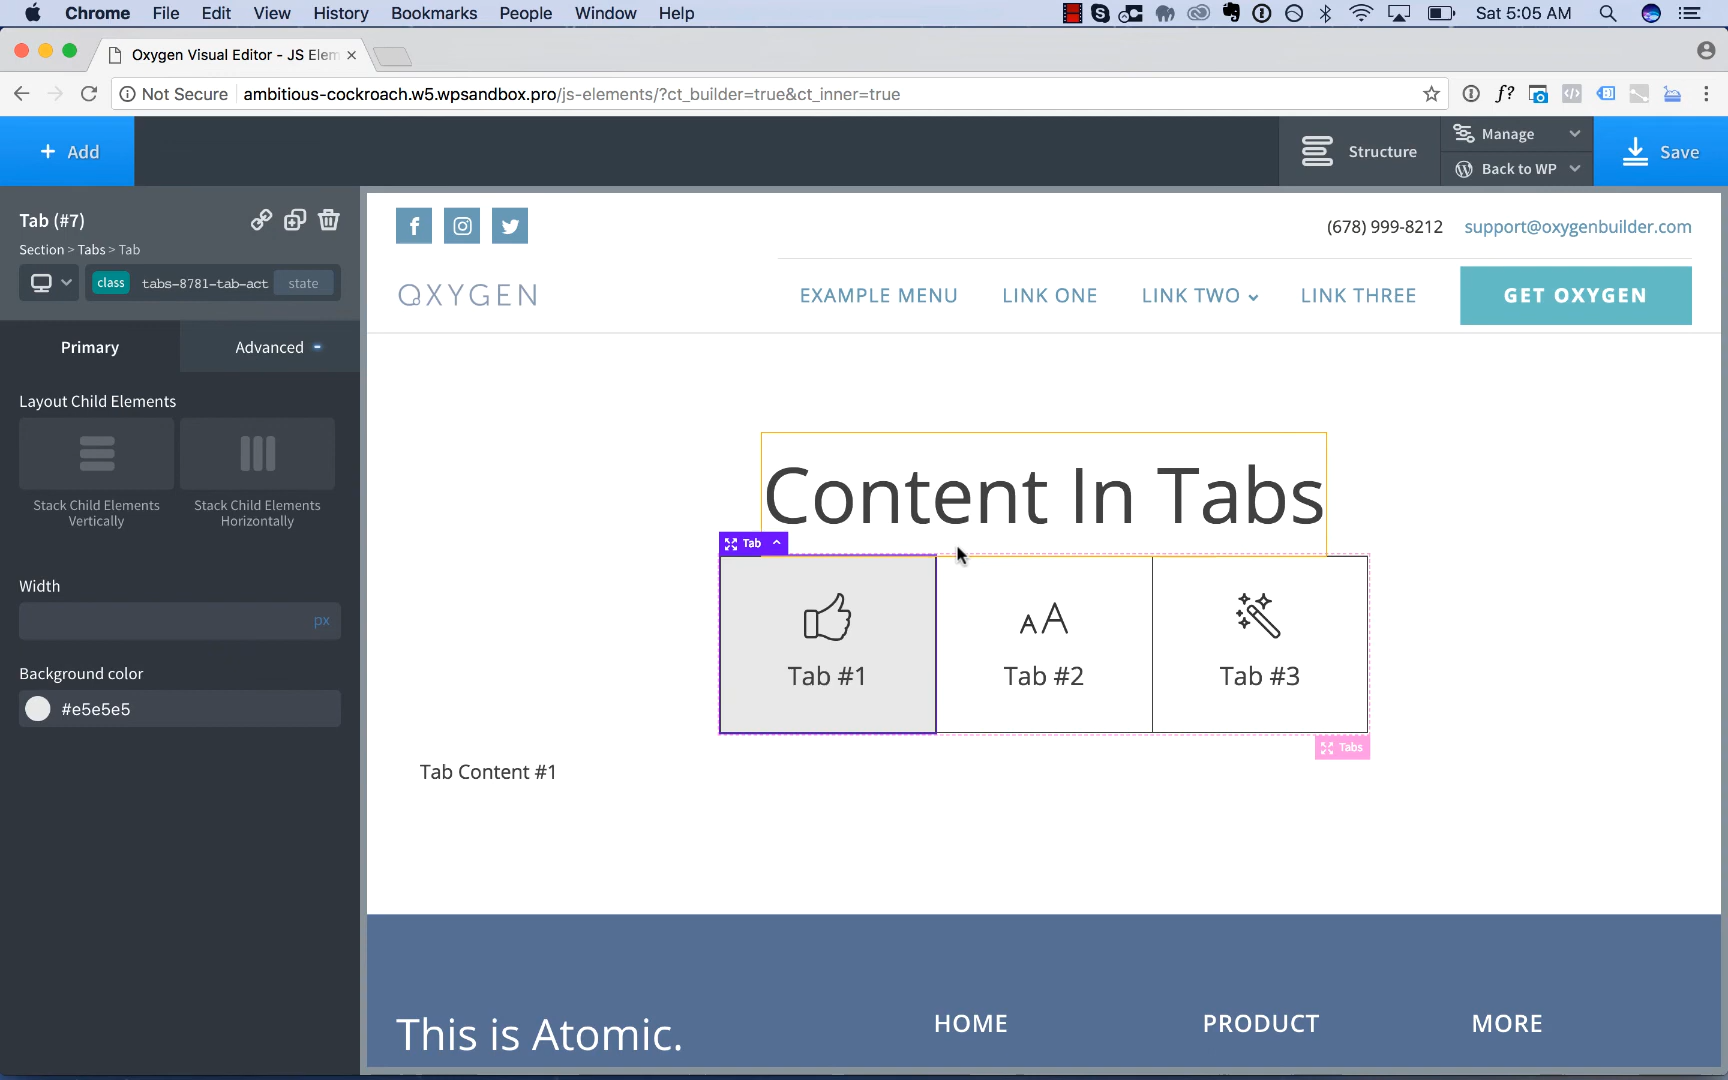 Chrome File Edit View History Bookmarks People Window Help Sat 5:05 AM
Oxygen Visual Editor - JS Elem
Not Secure ambitious-cockroach.w5.wpsandbox.pro/js-elements/?ct_builder=true&ct_inner=true
f?
+ Add
Structure
Manage
Back to WP
Save
Tab (#7)
Section > Tabs > Tab
class tabs-8781-tab-act state
Primary
Advanced
Layout Child Elements
Stack Child Elements
Vertically
Stack Child Elements
Horizontally
Width
px
Background color
#e5e5e5
(678) 999-8212 support@oxygenbuilder.com
OXYGEN
EXAMPLE MENU LINK ONE LINK TWO LINK THREE GET OXYGEN
Content In Tabs
Tab
AA
Tab #1 Tab #2 Tab #3
Tabs
Tab Content #1
This is Atomic.
HOME PRODUCT MORE